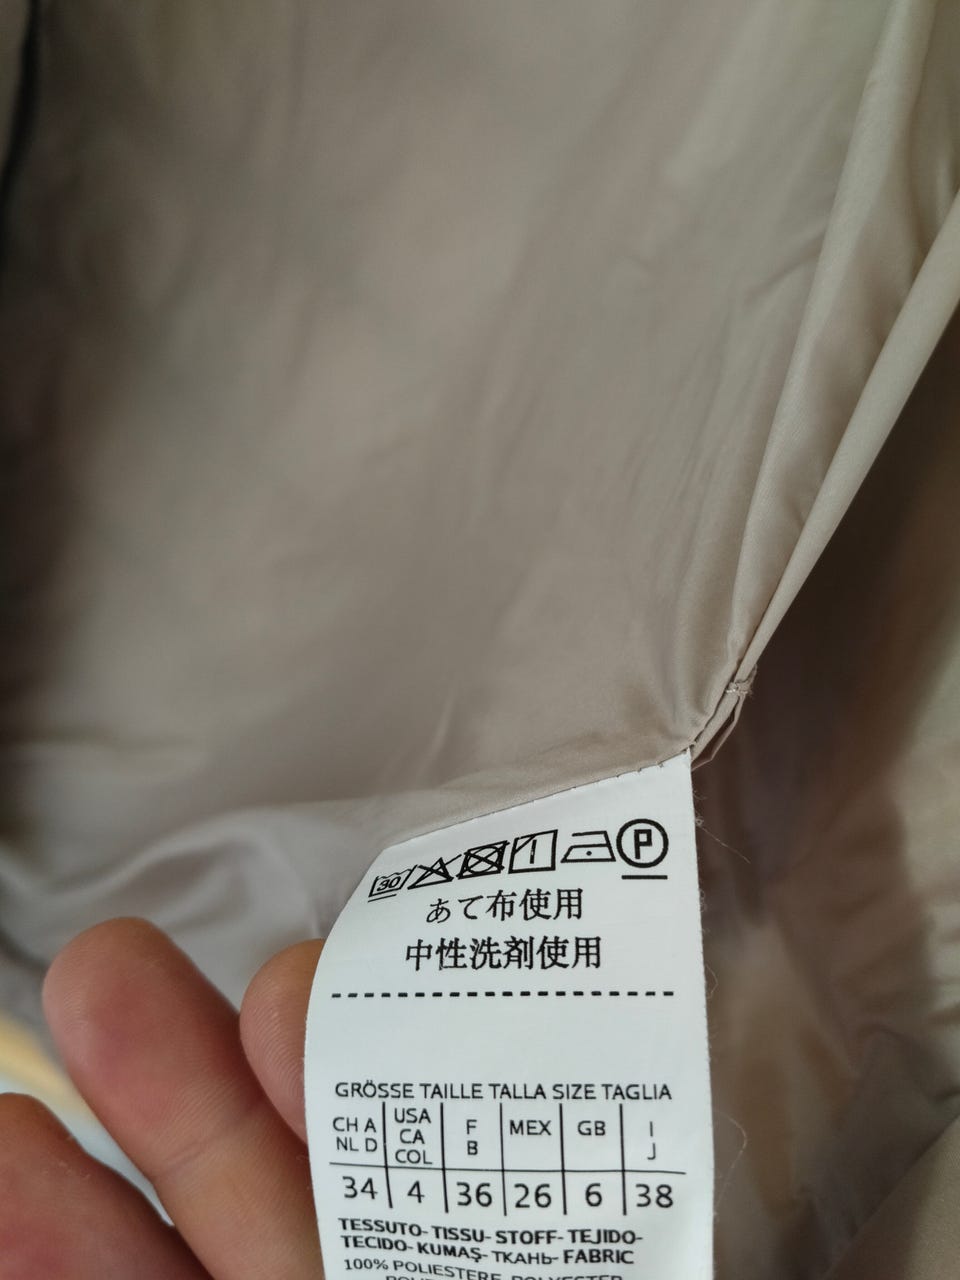 30 P
あて布使用
中性洗剤使用
GRÖSSE TAILLE TALLA SIZE TAGLIA
CH A NL D USA CA COL F B MEX GB I J
34 4 36 26 6 38
TESSUTO- TISSU- STOFF- TEJIDO-
TECIDO- KUMAŞ- ТКАНЬ- FABRIC
100% POLIESTERE, POLYESTER